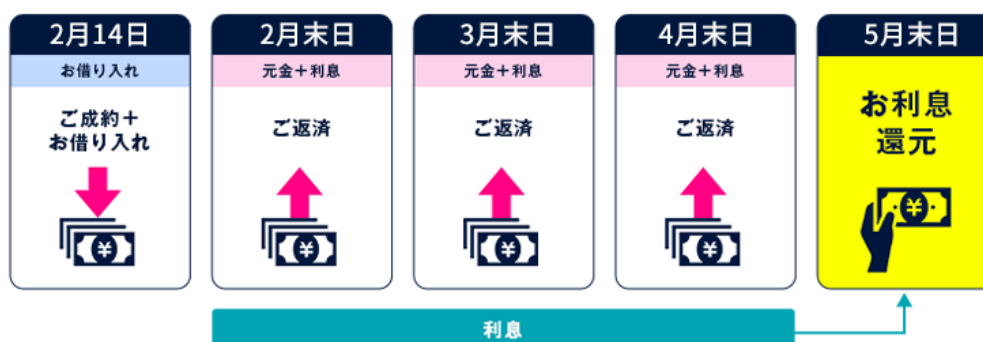 2月14日
お借り入れ
ご成約＋
お借り入れ
¥
2月末日
元金＋利息
ご返済
¥
3月末日
元金＋利息
ご返済
¥
4月末日
元金＋利息
ご返済
¥
5月末日
お利息
還元
¥
利息